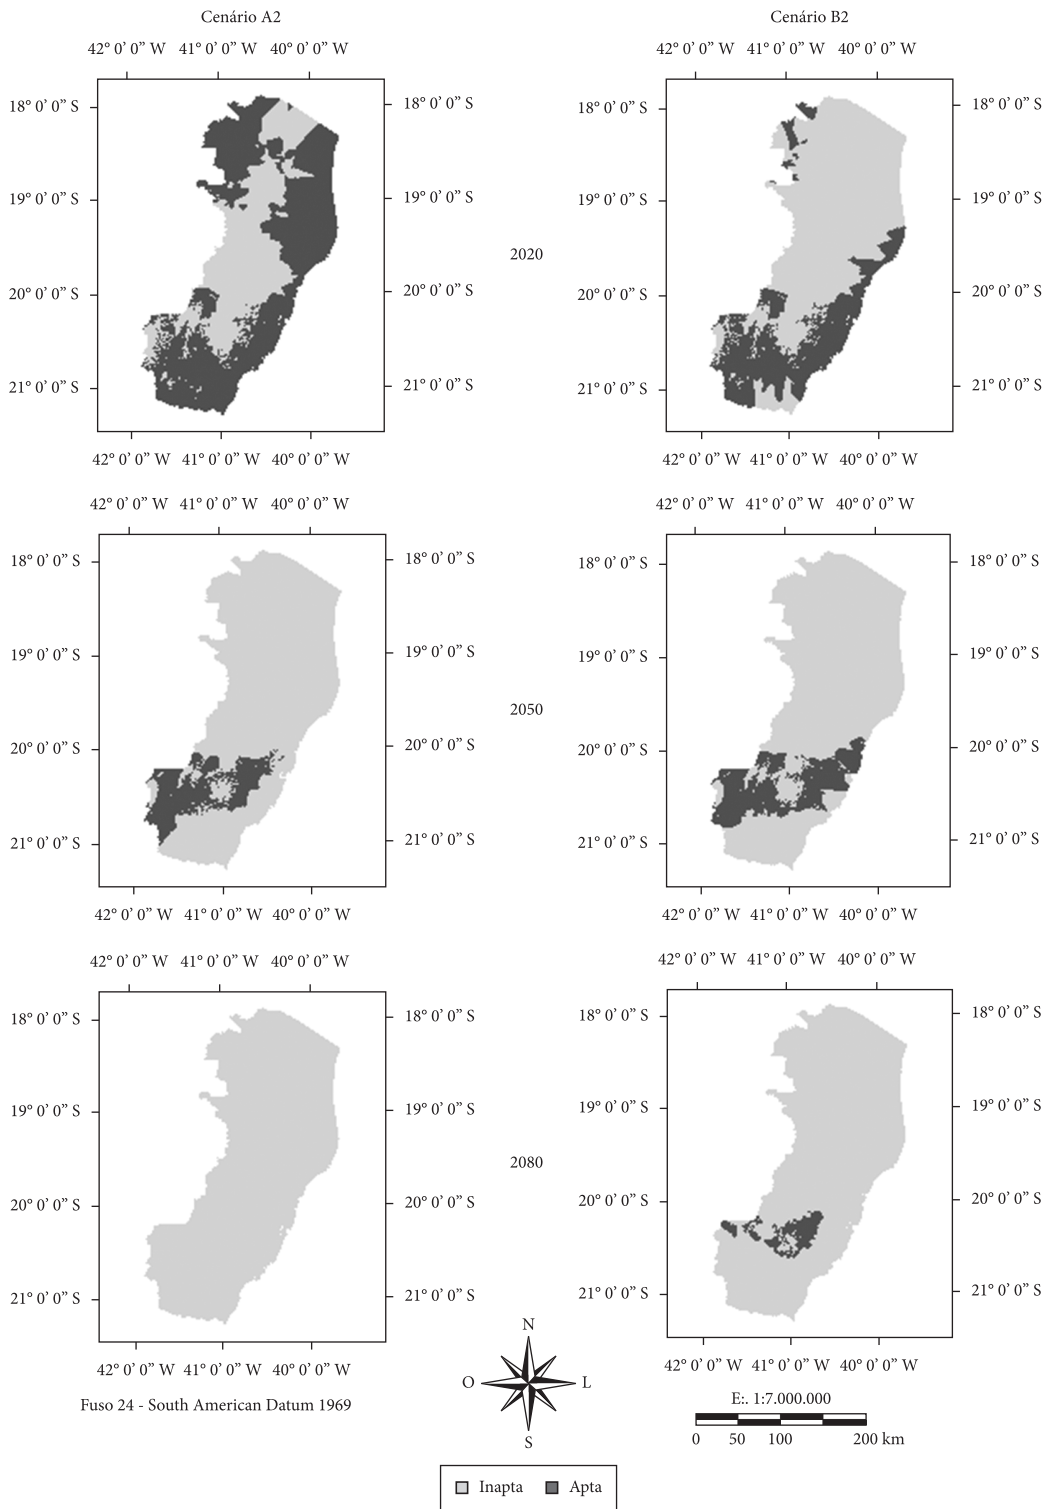 Cenário A2
Cenário B2
42° 0' 0” W 41° 0' 0” W 40° 0' 0” W
42° 0' 0” W 41° 0' 0” W 40° 0' 0” W
18° 0' 0” S
18° 0' 0” S
18° 0' 0” S
18° 0' 0” S
19° 0' 0” S
19° 0' 0” S
19° 0' 0” S
19° 0' 0” S
2020
20° 0' 0” S
20° 0' 0” S
20° 0' 0” S
20° 0' 0” S
21° 0' 0” S
21° 0' 0” S
21° 0' 0” S
21° 0' 0” S
42° 0' 0” W 41° 0' 0” W 40° 0' 0” W
42° 0' 0” W 41° 0' 0” W 40° 0' 0” W
42° 0' 0” W 41° 0' 0” W 40° 0' 0” W
42° 0' 0” W 41° 0' 0” W 40° 0' 0” W
18° 0' 0” S
18° 0' 0” S
18° 0' 0” S
18° 0' 0” S
19° 0' 0” S
19° 0' 0” S
19° 0' 0” S
19° 0' 0” S
2050
20° 0' 0” S
20° 0' 0” S
20° 0' 0” S
20° 0' 0” S
21° 0' 0” S
21° 0' 0” S
21° 0' 0” S
21° 0' 0” S
42° 0' 0” W 41° 0' 0” W 40° 0' 0” W
42° 0' 0” W 41° 0' 0” W 40° 0' 0” W
42° 0' 0” W 41° 0' 0” W 40° 0' 0” W
42° 0' 0” W 41° 0' 0” W 40° 0' 0” W
18° 0' 0” S
18° 0' 0” S
18° 0' 0” S
18° 0' 0” S
19° 0' 0” S
19° 0' 0” S
19° 0' 0” S
19° 0' 0” S
2080
20° 0' 0” S
20° 0' 0” S
20° 0' 0” S
20° 0' 0” S
21° 0' 0” S
21° 0' 0” S
21° 0' 0” S
21° 0' 0” S
42° 0' 0” W 41° 0' 0” W 40° 0' 0” W
42° 0' 0” W 41° 0' 0” W 40° 0' 0” W
N
O
L
S
Fuso 24 - South American Datum 1969
E:. 1:7.000.000
0 50 100 200 km
Inapta Apta